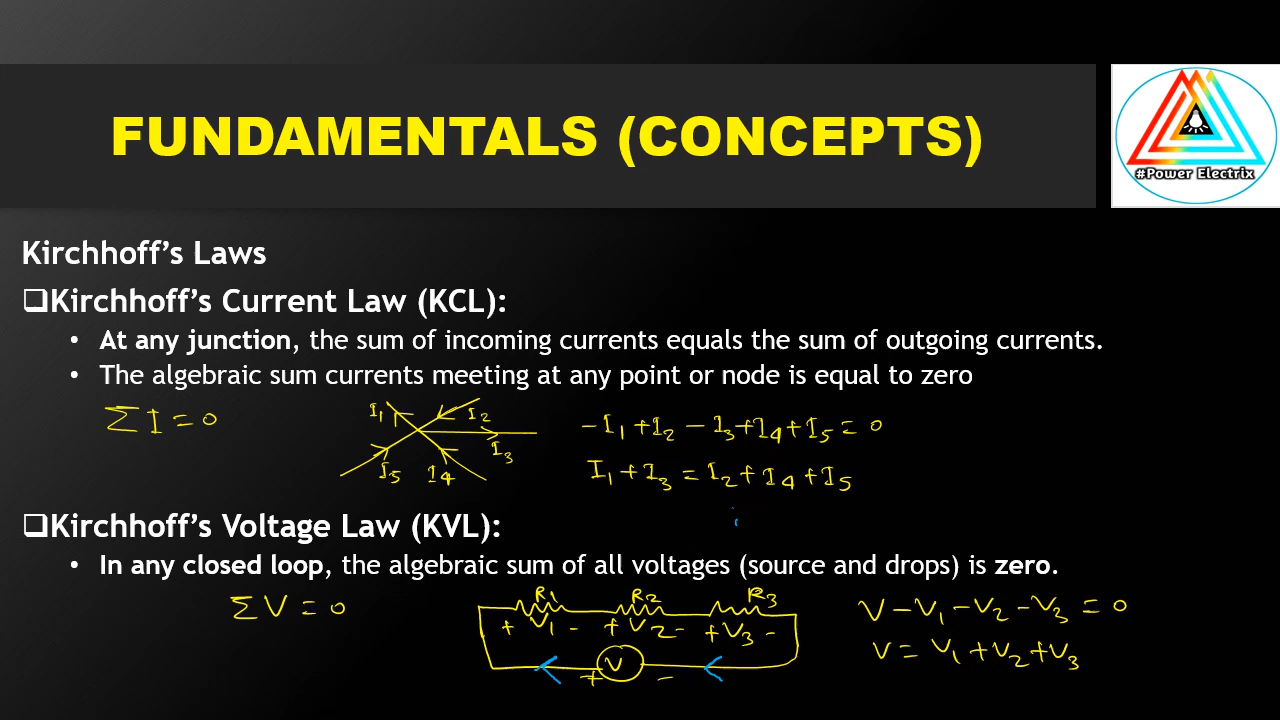 FUNDAMENTALS (CONCEPTS)
#Power Electrix
Kirchhoff's Laws
❑Kirchhoff's Current Law (KCL):
• At any junction, the sum of incoming currents equals the sum of outgoing currents.
• The algebraic sum currents meeting at any point or node is equal to zero
ΣI = 0
I₁ I₂
I₃
I₅ I₄
-I₁ + I₂ - I₃ + I₄ + I₅ = 0
I₁ + I₃ = I₂ + I₄ + I₅
❑Kirchhoff's Voltage Law (KVL):
• In any closed loop, the algebraic sum of all voltages (source and drops) is zero.
ΣV = 0
R₁ R₂ R₃
+ V₁ - + V₂ - + V₃ -
V
+ -
V - V₁ - V₂ - V₃ = 0
V = V₁ + V₂ + V₃